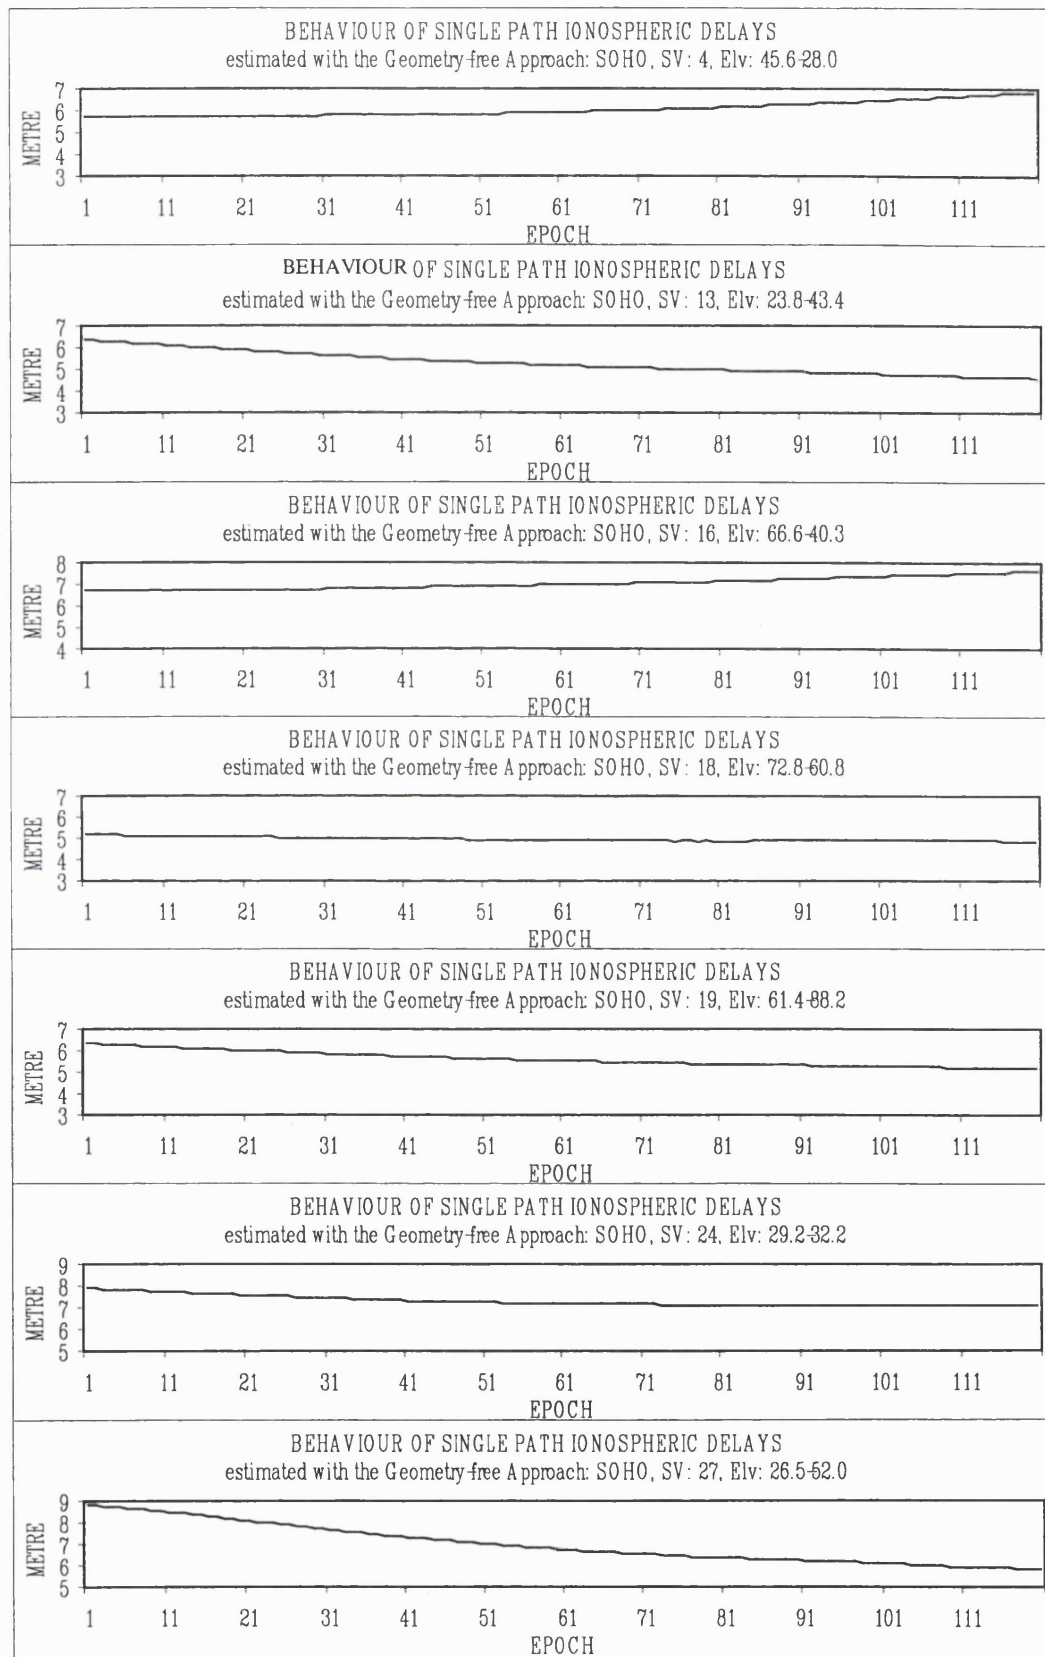 BEHAVIOUR OF SINGLE PATH IONOSPHERIC DELAYS
estimated with the Geometry-free Approach: SOHO, SV: 4, Elv: 45.6-28.0
7
6
5
4
3
METRE
1 11 21 31 41 51 61 71 81 91 101 111
EPOCH
BEHAVIOUR OF SINGLE PATH IONOSPHERIC DELAYS
estimated with the Geometry-free Approach: SOHO, SV: 13, Elv: 23.8-43.4
7
6
5
4
3
METRE
1 11 21 31 41 51 61 71 81 91 101 111
EPOCH
BEHAVIOUR OF SINGLE PATH IONOSPHERIC DELAYS
estimated with the Geometry-free Approach: SOHO, SV: 16, Elv: 66.6-40.3
8
7
6
5
4
METRE
1 11 21 31 41 51 61 71 81 91 101 111
EPOCH
BEHAVIOUR OF SINGLE PATH IONOSPHERIC DELAYS
estimated with the Geometry-free Approach: SOHO, SV: 18, Elv: 72.8-60.8
7
6
5
4
3
METRE
1 11 21 31 41 51 61 71 81 91 101 111
EPOCH
BEHAVIOUR OF SINGLE PATH IONOSPHERIC DELAYS
estimated with the Geometry-free Approach: SOHO, SV: 19, Elv: 61.4-88.2
7
6
5
4
3
METRE
1 11 21 31 41 51 61 71 81 91 101 111
EPOCH
BEHAVIOUR OF SINGLE PATH IONOSPHERIC DELAYS
estimated with the Geometry-free Approach: SOHO, SV: 24, Elv: 29.2-32.2
9
8
7
6
5
METRE
1 11 21 31 41 51 61 71 81 91 101 111
EPOCH
BEHAVIOUR OF SINGLE PATH IONOSPHERIC DELAYS
estimated with the Geometry-free Approach: SOHO, SV: 27, Elv: 26.5-52.0
9
8
7
6
5
METRE
1 11 21 31 41 51 61 71 81 91 101 111
EPOCH